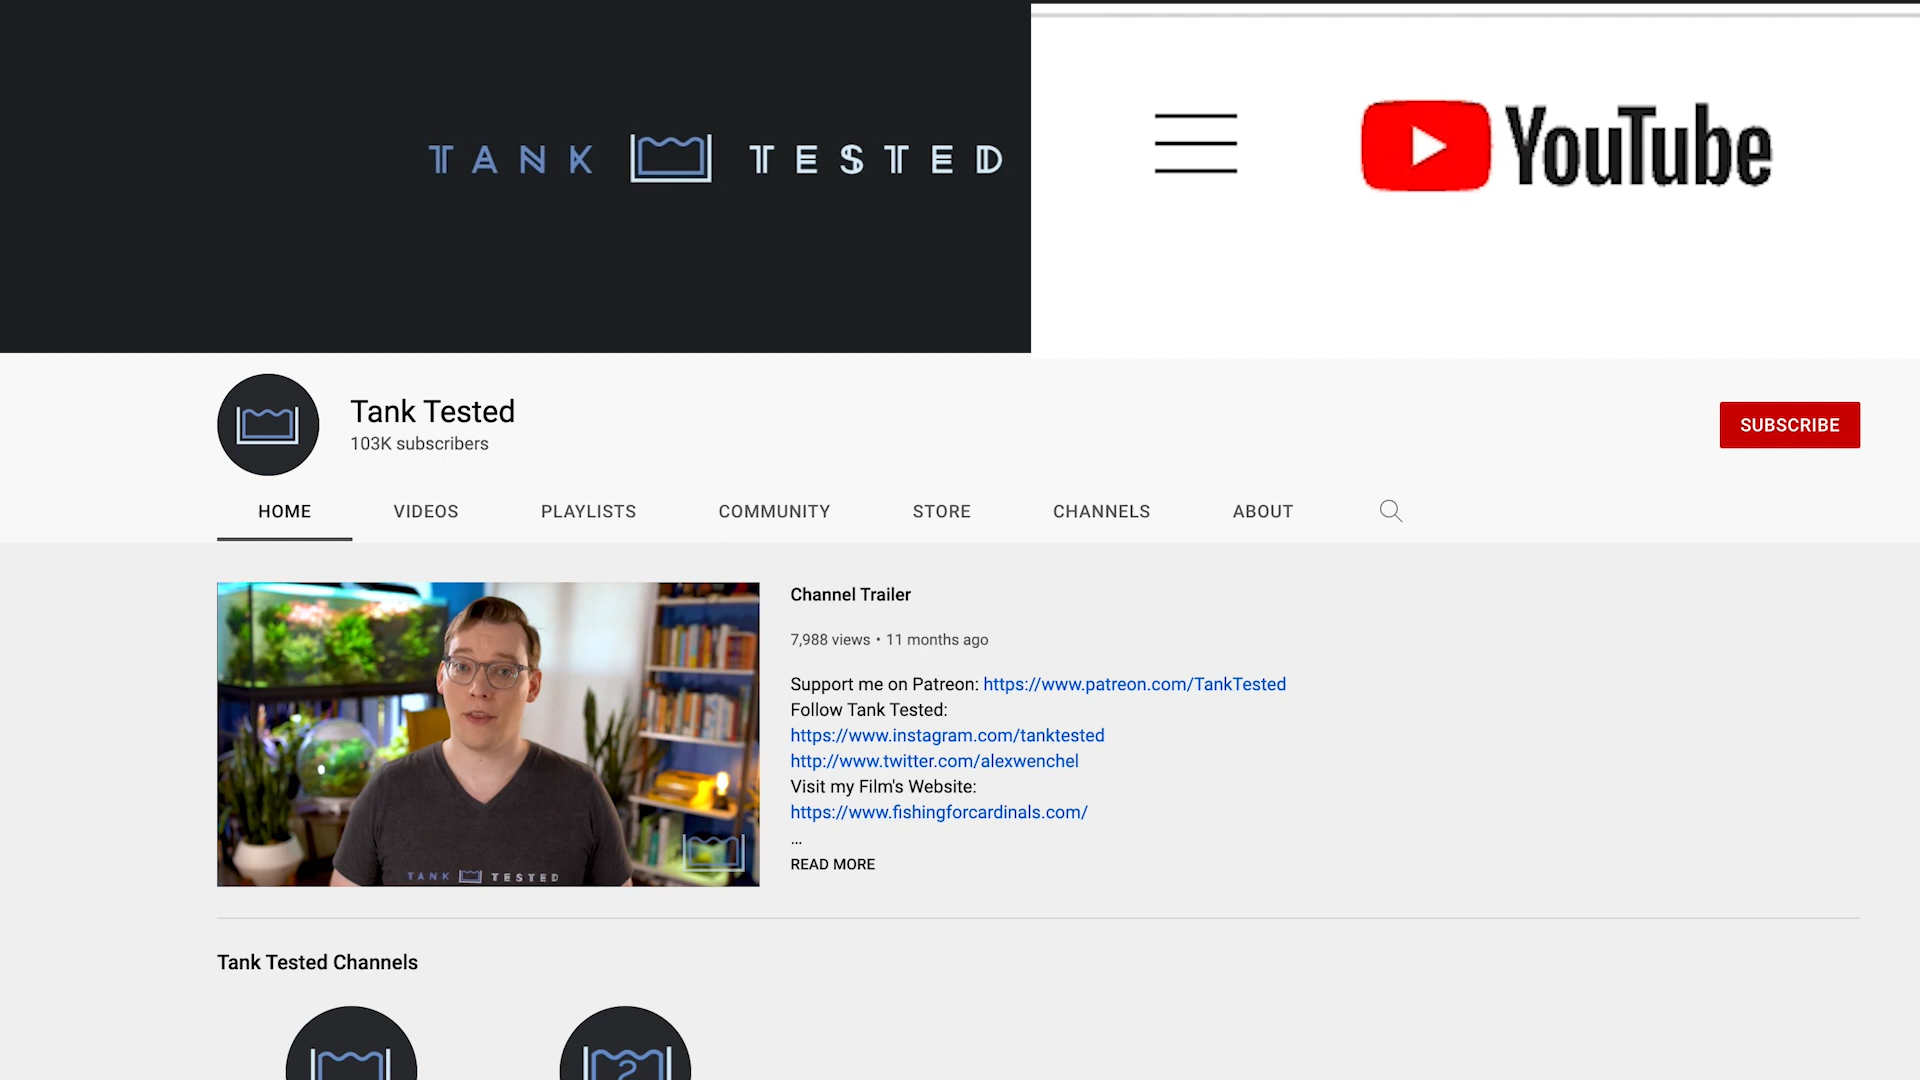 TANK TESTED
YouTube
Tank Tested
103K subscribers
SUBSCRIBE
HOME VIDEOS PLAYLISTS COMMUNITY STORE CHANNELS ABOUT
Channel Trailer
7,988 views • 11 months ago
Support me on Patreon: https://www.patreon.com/TankTested
Follow Tank Tested:
https://www.instagram.com/tanktested
http://www.twitter.com/alexwenchel
Visit my Film's Website:
https://www.fishingforcardinals.com/
...
READ MORE
TANK TESTED
Tank Tested Channels
?